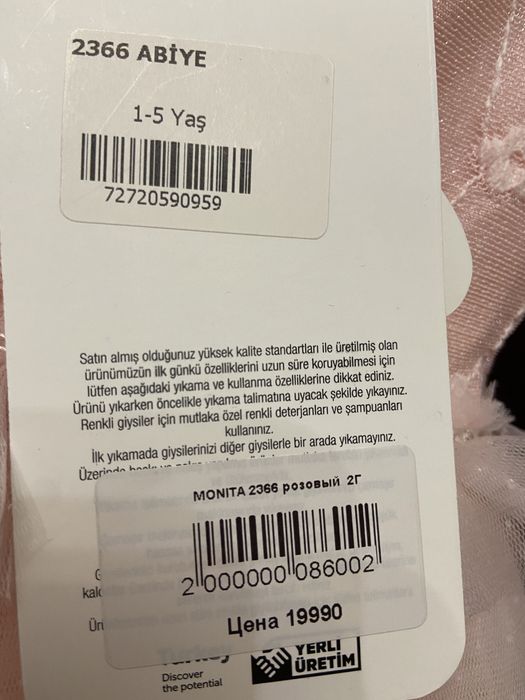 2366 ABİYE
1-5 Yaş
72720590959
Satın almış olduğunuz yüksek kalite standartları ile üretilmiş olan
ürünümüzün ilk günkü özelliklerini uzun süre koruyabilmesi için
lütfen aşağıdaki yıkama ve kullanma özelliklerine dikkat ediniz.
Ürünü yıkarken öncelikle yıkama talimatına uyacak şekilde yıkayınız.
Renkli giysiler için mutlaka özel renkli deterjanları ve şampuanları
kullanınız.
İlk yıkamada giysilerinizi diğer giysilerle bir arada yıkamayınız.
MONITA 2366 розовый 2Г
2 000000 086002
Цена 19990
Turkey
Discover
the potential
YERLİ
ÜRETİM